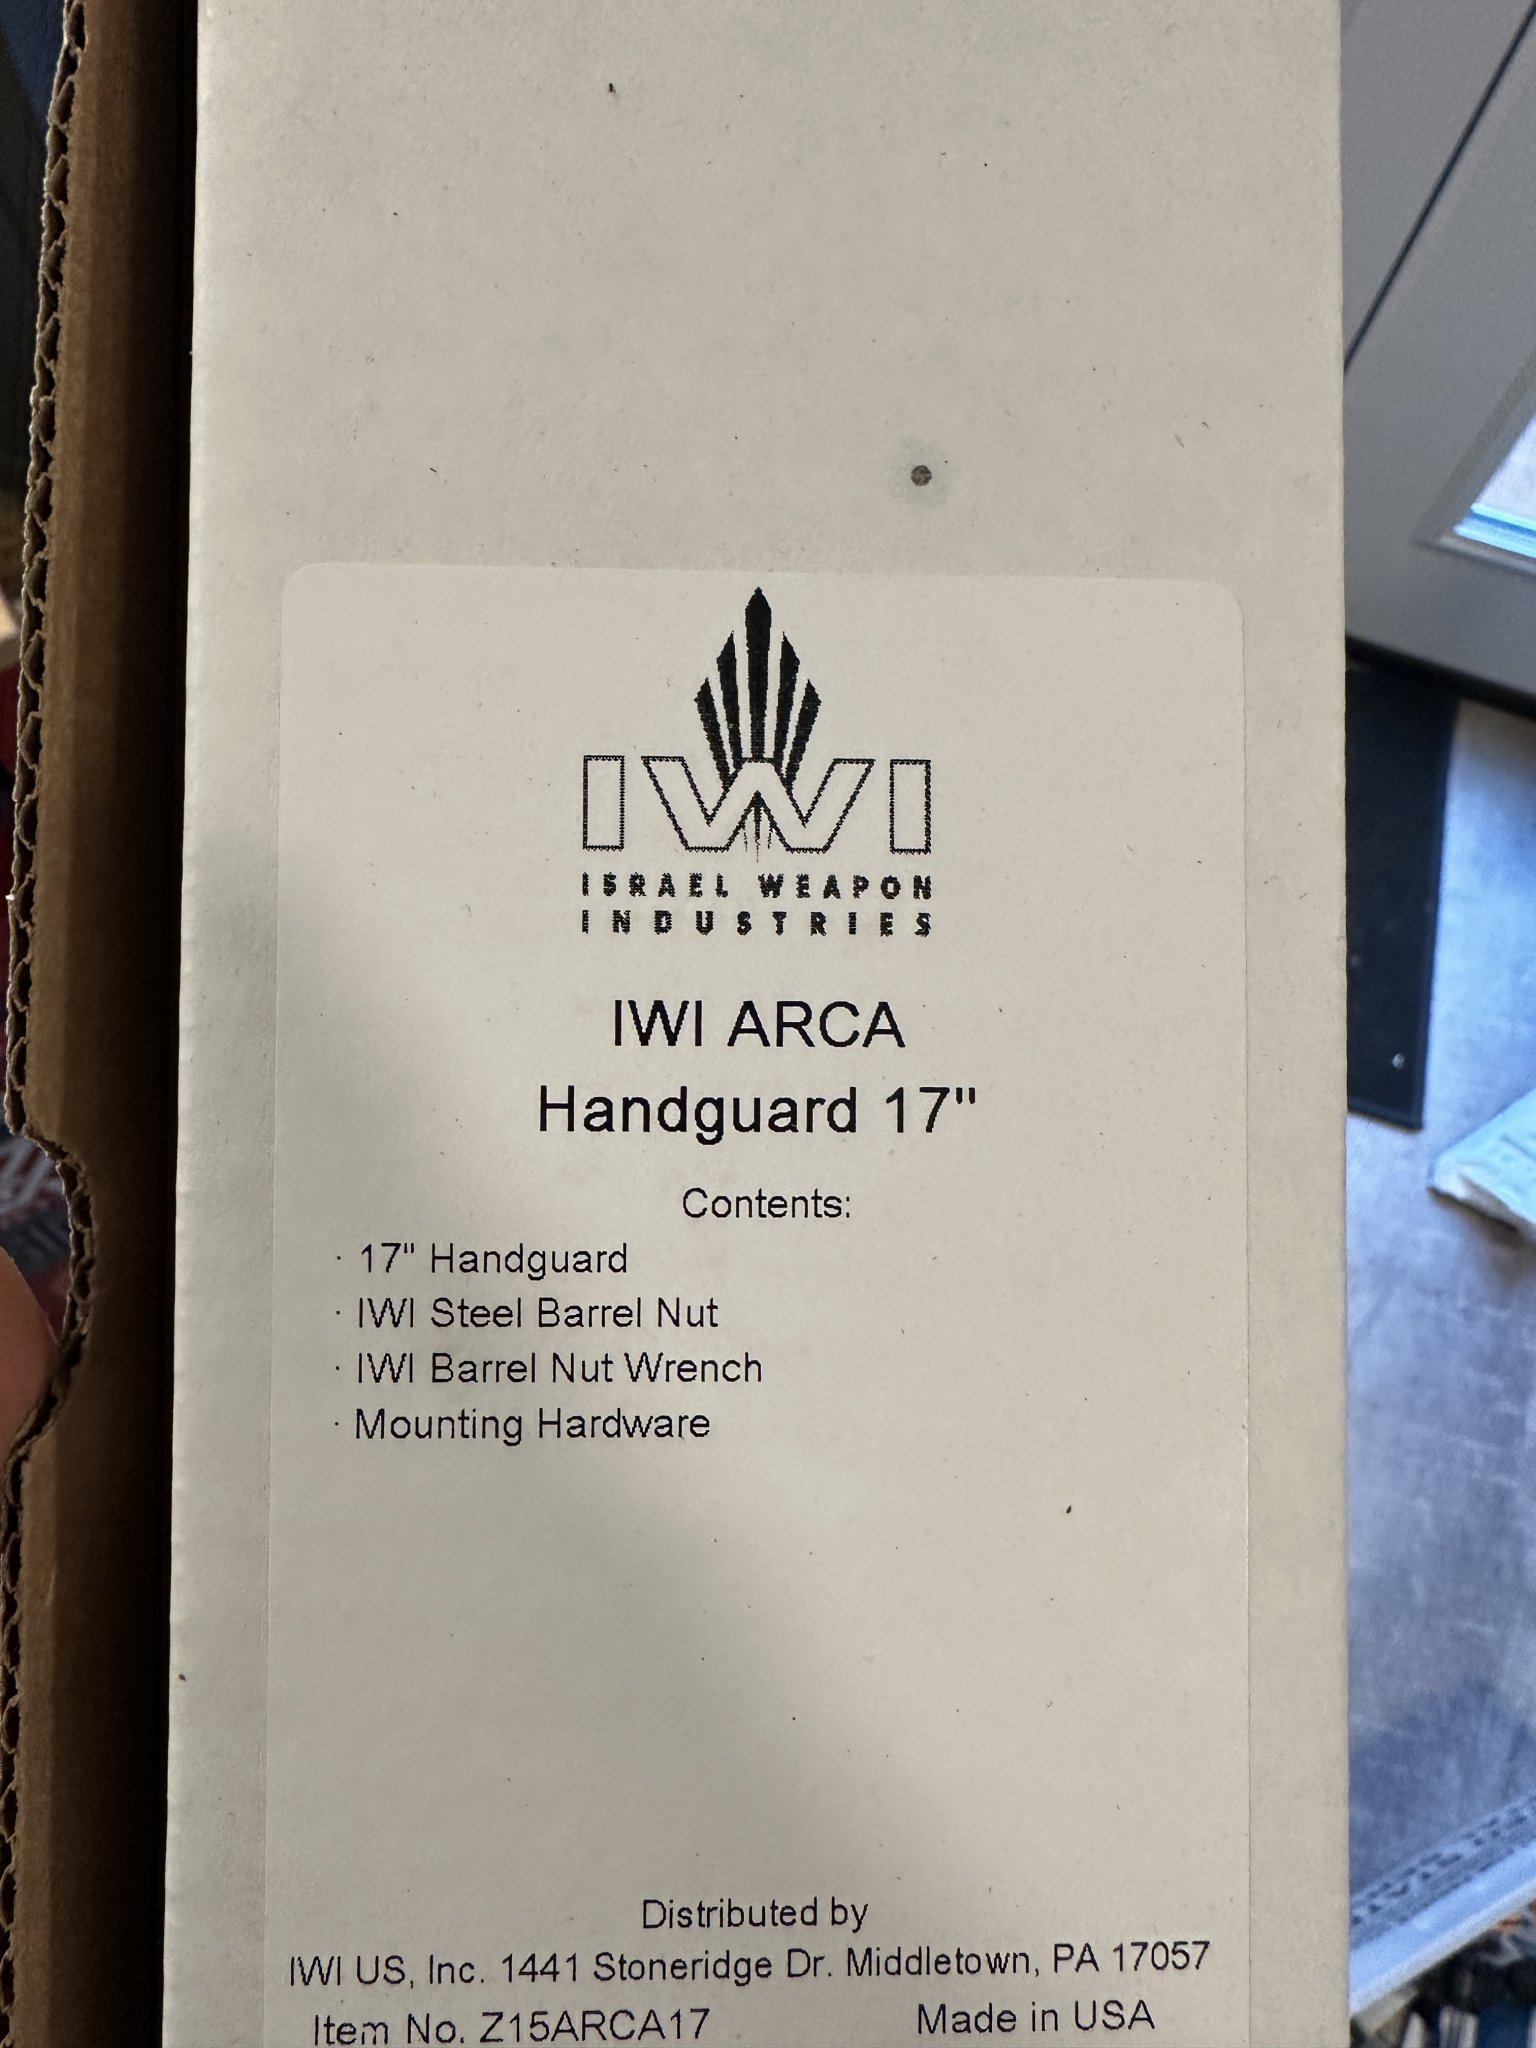 IWI
ISRAEL WEAPON
INDUSTRIES
IWI ARCA
Handguard 17"
Contents:
· 17" Handguard
· IWI Steel Barrel Nut
· IWI Barrel Nut Wrench
· Mounting Hardware
Distributed by
IWI US, Inc. 1441 Stoneridge Dr. Middletown, PA 17057
Item No. Z15ARCA17 Made in USA